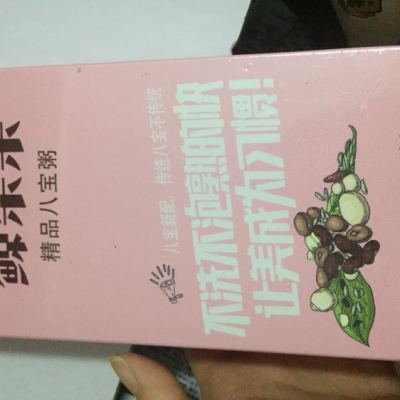 精品八宝粥
八宝新配，传统八宝不传统
不洗不泡熟的快
让美成为习惯！